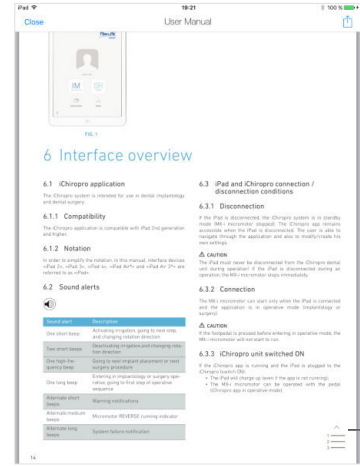 iPad
19:21
100 %
Close
User Manual
IM
FIG. 1
6 Interface overview
6.1 iChiropro application
The iChiropro system is intended for use in dental implantology
and dental surgery.
6.1.1 Compatibility
The iChiropro application is compatible with iPad 2nd generation
and higher.
6.1.2 Notation
In order to simplify the notation, in this manual, interface devices
«iPad 2», «iPad 3», «iPad 4», «iPad Air™» and «iPad Air 2™» are
referred to as «iPad».
6.2 Sound alerts
Sound alert Description
One short beep Activating irrigation, going to next step,
and changing rotation direction
Two short beeps Deactivating irrigation and changing rota-
tion direction
One high-fre-
quency beep Going to next implant placement or next
surgery procedure
One long beep Entering in implantology or surgery ope-
rative, going to first step of operative
sequence
Alternate short
beeps Warning notifications
Alternate medium
beeps Micromotor REVERSE running indicator
Alternate long
beeps System failure notification
14
6.3 iPad and iChiropro connection /
disconnection conditions
6.3.1 Disconnection
If the iPad is disconnected, the iChiropro system is in standby
mode (MX-i micromotor stopped). The iChiropro app remains
accessible when the iPad is disconnected. The user is able to
navigate through the application and also to modify/create his
own settings.
⚠ CAUTION
The iPad must never be disconnected from the iChiropro dental
unit during operation! If the iPad is disconnected during an
operation, the MX-i micromotor stops immediately.
6.3.2 Connection
The MX-i micromotor can start only when the iPad is connected
and the application is in operative mode (implantology or
surgery).
⚠ CAUTION
If the footpedal is pressed before entering in operative mode, the
MX-i micromotor will not start to run.
6.3.3 iChiropro unit switched ON
If the iChiropro app is running and the iPad is plugged to the
iChiropro (switch ON):
• The iPad will charge up (even if the app is not running);
• The MX-i micromotor can be operated with the pedal
(iChiropro app in operative mode).
1
2
3